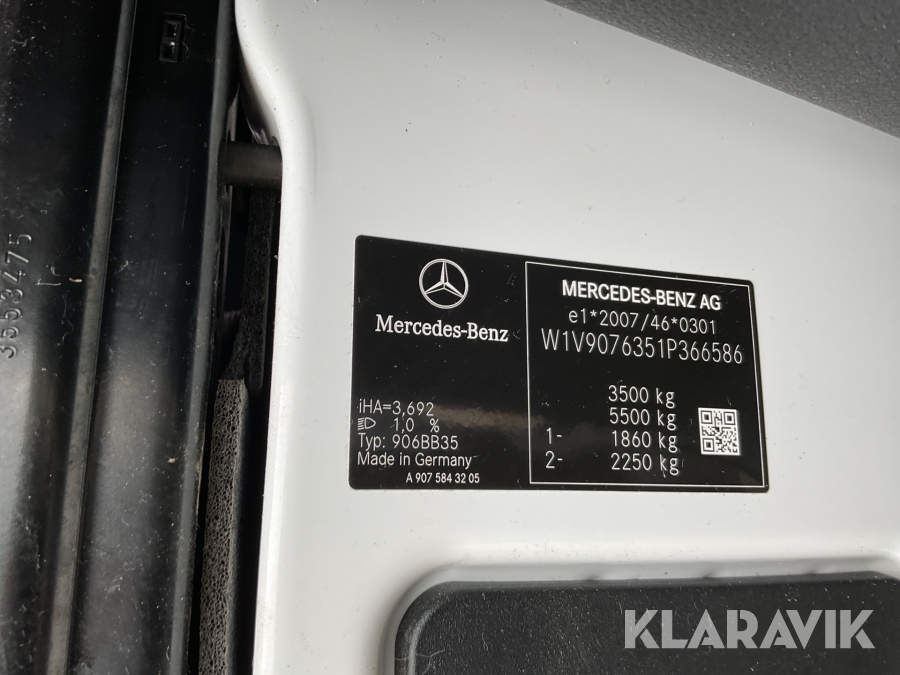 3553475
Mercedes-Benz
iHA=3,692
1,0 %
Typ: 906BB35
Made in Germany
A 907 584 32 05
MERCEDES-BENZ AG
e1*2007/46*0301
W1V9076351P366586
3500 kg
5500 kg
1- 1860 kg
2- 2250 kg
KLARAVIK